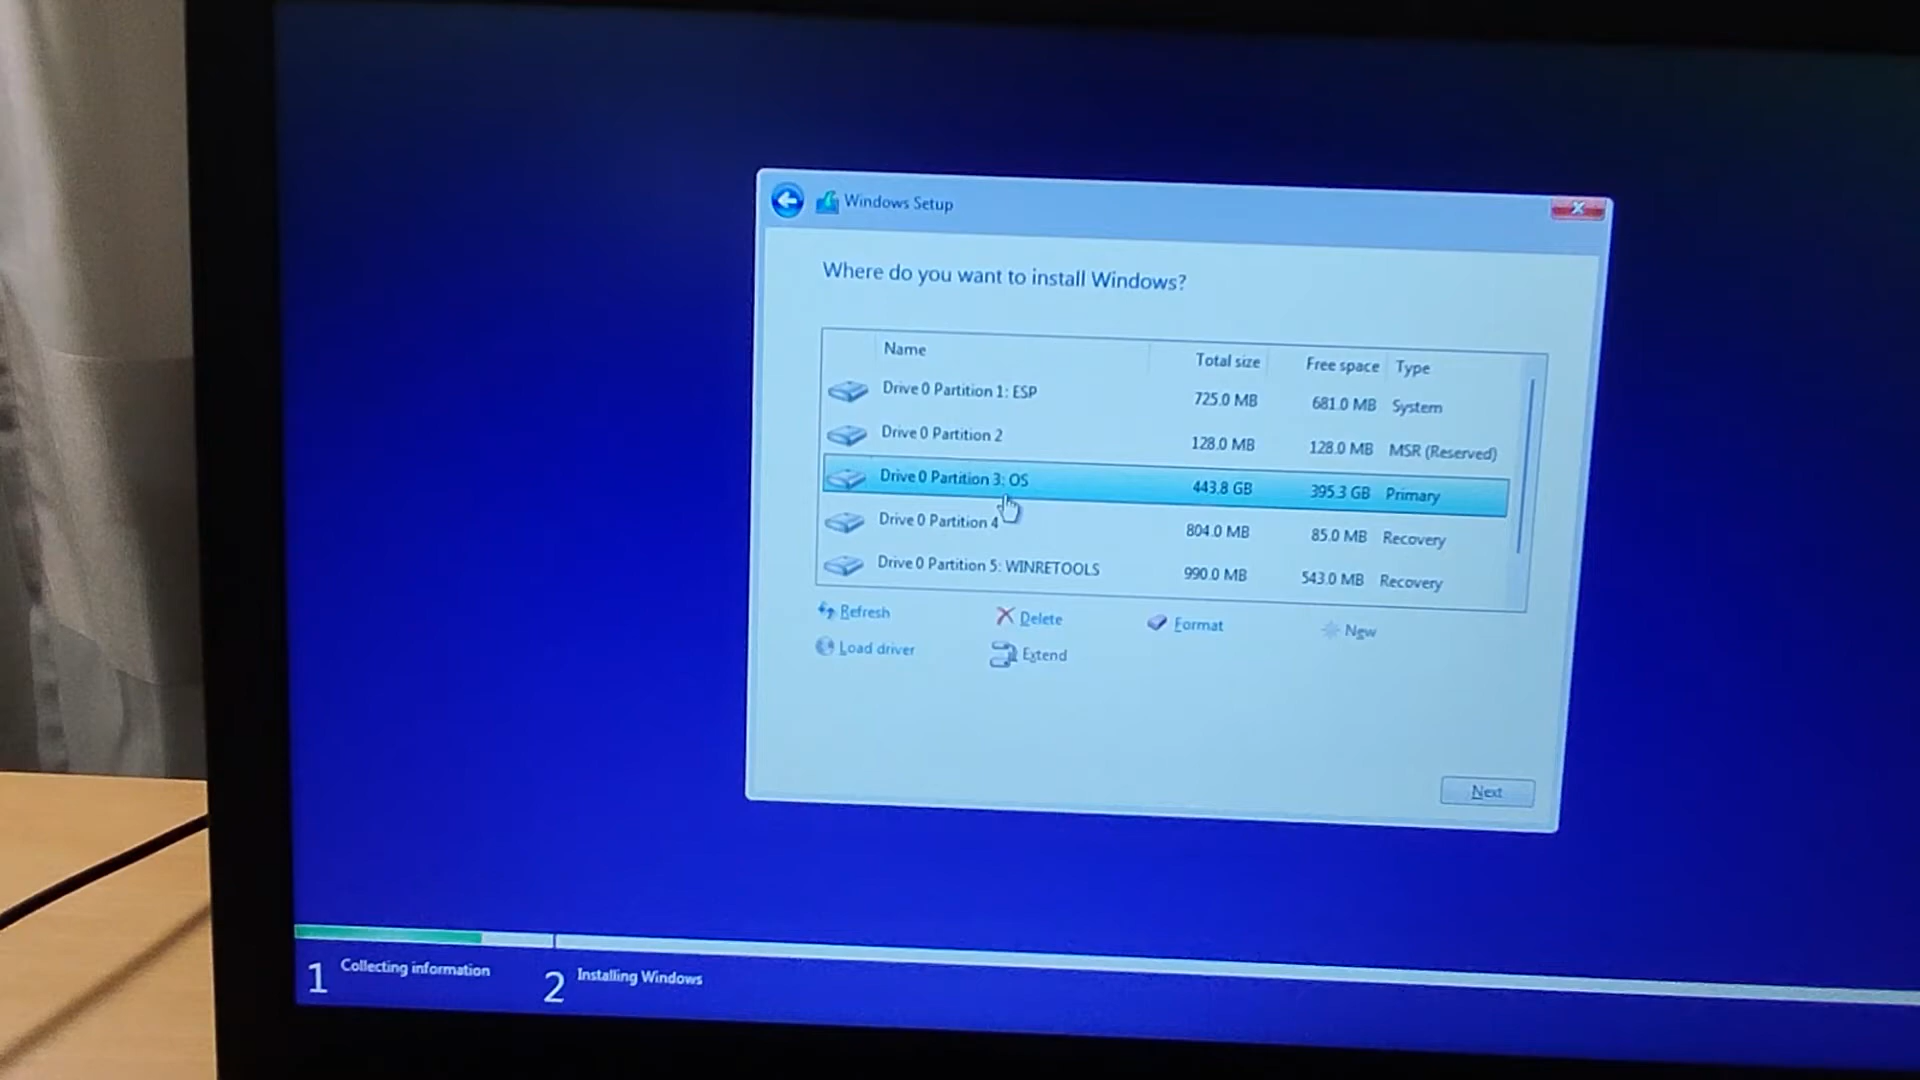 Windows Setup
Where do you want to install Windows?
Name Total size Free space Type
Drive 0 Partition 1: ESP 725.0 MB 681.0 MB System
Drive 0 Partition 2 128.0 MB 128.0 MB MSR (Reserved)
Drive 0 Partition 3: OS 443.8 GB 395.3 GB Primary
Drive 0 Partition 4 804.0 MB 85.0 MB Recovery
Drive 0 Partition 5: WINRETOOLS 990.0 MB 543.0 MB Recovery
Refresh Delete Format New
Load driver Extend
Next
1 Collecting information 2 Installing Windows